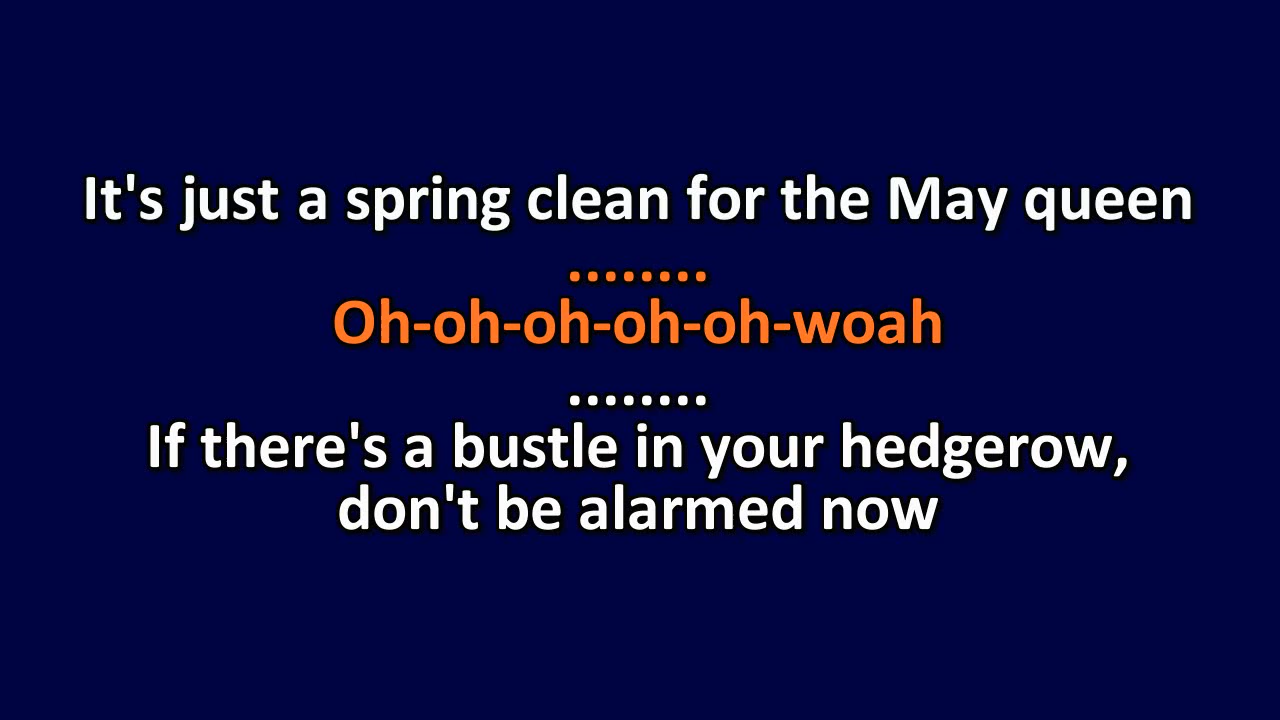 It's just a spring clean for the May queen
........
Oh-oh-oh-oh-oh-woah
........
If there's a bustle in your hedgerow,
don't be alarmed now